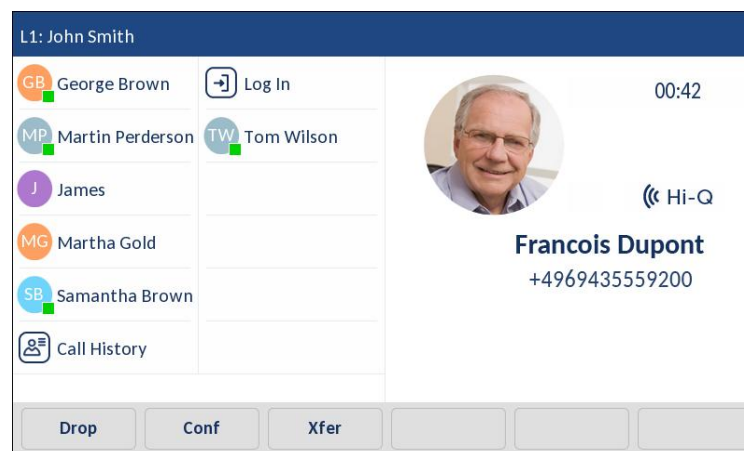 L1: John Smith
GB George Brown
Log In
00:42
MP Martin Perderson
TW Tom Wilson
J James
Hi-Q
MG Martha Gold
Francois Dupont
+4969435559200
SB Samantha Brown
Call History
Drop Conf Xfer